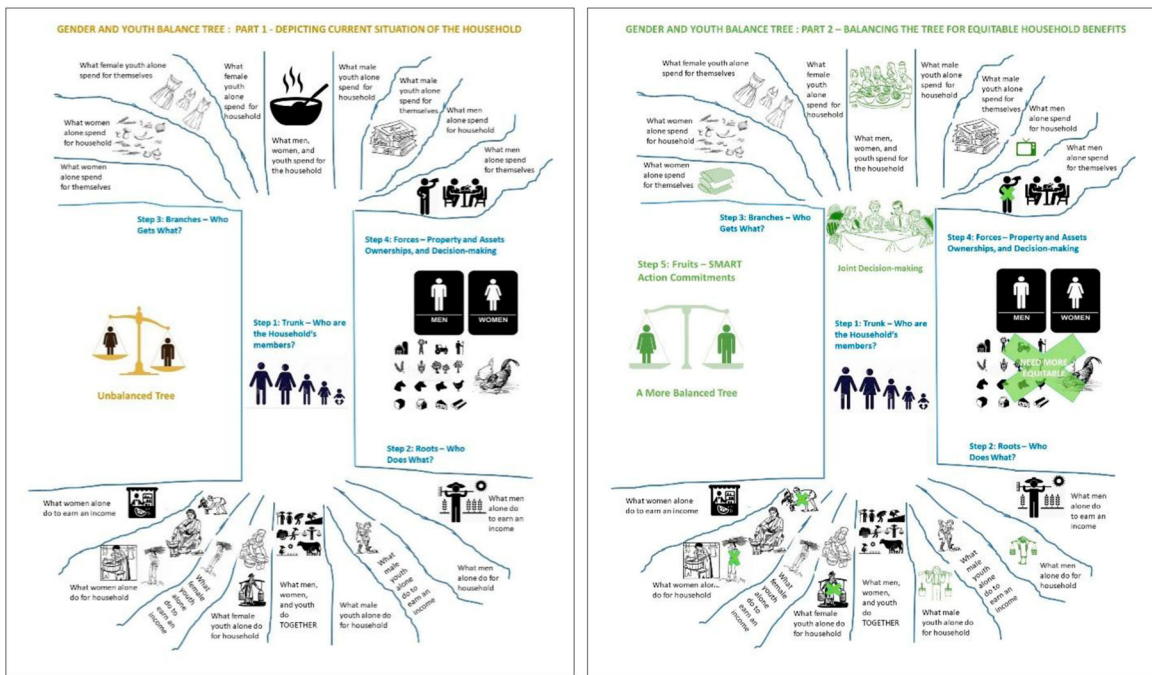 GENDER AND YOUTH BALANCE TREE : PART 1 - DEPICTING CURRENT SITUATION OF THE HOUSEHOLD
What female youth alone
spend for themselves
What
female
youth
alone
spend for
household
What men,
women, and
youth spend for
the household
What male
youth alone
spend for
household
What male
youth alone
spend for
themselves
What men
alone spend
for household
What men
alone spend
for themselves
What women
alone spend
for household
What women
alone spend
for themselves
Step 3: Branches – Who
Gets What?
Step 4: Forces – Property and Assets
Ownerships, and Decision-making
MEN
WOMEN
Step 1: Trunk – Who are
the Household's
members?
Unbalanced Tree
Step 2: Roots – Who
Does What?
What women alone
do to earn an income
What women alone
do for household
What
female
youth
alone
do to
earn an
income
What female
youth alone do
for household
What men,
women,
and youth
do
TOGETHER
What male
youth alone do
for household
What
male
youth
alone do
to earn an
income
What men
alone do for
household
What men
alone do
to earn an
income
GENDER AND YOUTH BALANCE TREE : PART 2 – BALANCING THE TREE FOR EQUITABLE HOUSEHOLD BENEFITS
What female youth alone
spend for themselves
What
female
youth
alone
spend for
household
What men,
women, and
youth spend for
the household
What male
youth alone
spend for
household
What male
youth alone
spend for
themselves
What men
alone spend
for household
What men
alone spend
for themselves
What women
alone spend
for household
What women
alone spend
for themselves
Step 3: Branches – Who
Gets What?
Joint Decision-making
Step 4: Forces – Property and Assets
Ownerships, and Decision-making
Step 5: Fruits – SMART
Action Commitments
MEN
WOMEN
Step 1: Trunk – Who are
the Household's
members?
NEED MORE
EQUITABLE
A More Balanced Tree
Step 2: Roots – Who
Does What?
What women alone
do to earn an income
What women al...
do for household
What
female
youth
alone
do to
earn an
income
What female
youth alone do
for household
What men,
women,
and youth
do
TOGETHER
What male
youth alone do
for household
What
male
youth
alone do
to earn an
income
What men
alone do for
household
What men
alone do
to earn an
income